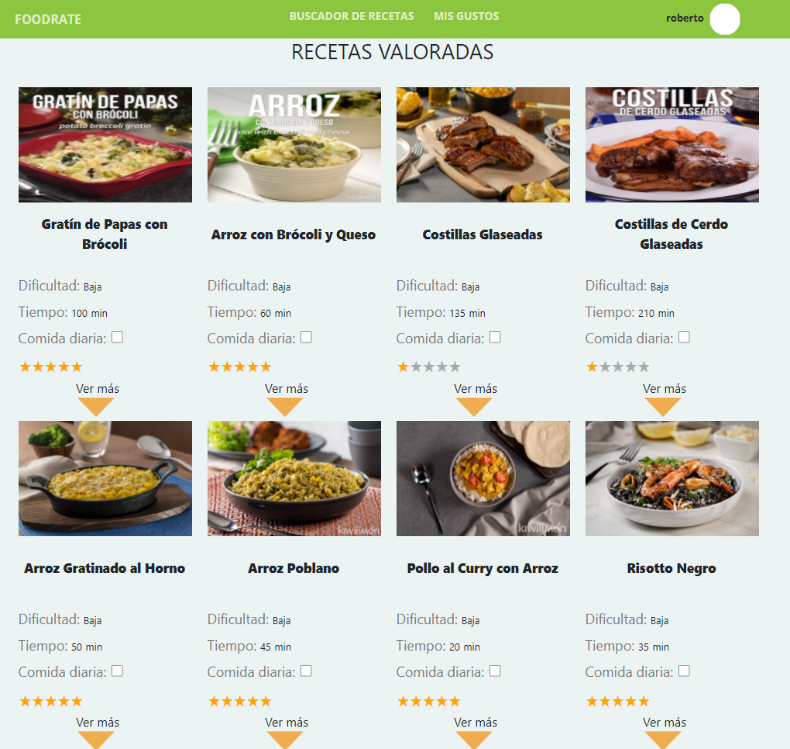 FOODRATE
BUSCADOR DE RECETAS
MIS GUSTOS
roberto
RECETAS VALORADAS
GRATÍN DE PAPAS
CON BRÓCOLI
potato broccoli gratin
ARROZ
CON BRÓCOLI Y QUESO
rice with broccoli and cheese
COSTILLAS
DE CERDO GLASEADAS
Gratín de Papas con
Brócoli
Arroz con Brócoli y Queso
Costillas Glaseadas
Costillas de Cerdo
Glaseadas
Dificultad: Baja
Tiempo: 100 min
Comida diaria:
Ver más
Dificultad: Baja
Tiempo: 60 min
Comida diaria:
Ver más
Dificultad: Baja
Tiempo: 135 min
Comida diaria:
Ver más
Dificultad: Baja
Tiempo: 210 min
Comida diaria:
Ver más
kiwilimón
kiwilimón
Arroz Gratinado al Horno
Arroz Poblano
Pollo al Curry con Arroz
Risotto Negro
Dificultad: Baja
Tiempo: 50 min
Comida diaria:
Ver más
Dificultad: Baja
Tiempo: 45 min
Comida diaria:
Ver más
Dificultad: Baja
Tiempo: 20 min
Comida diaria:
Ver más
Dificultad: Baja
Tiempo: 35 min
Comida diaria:
Ver más